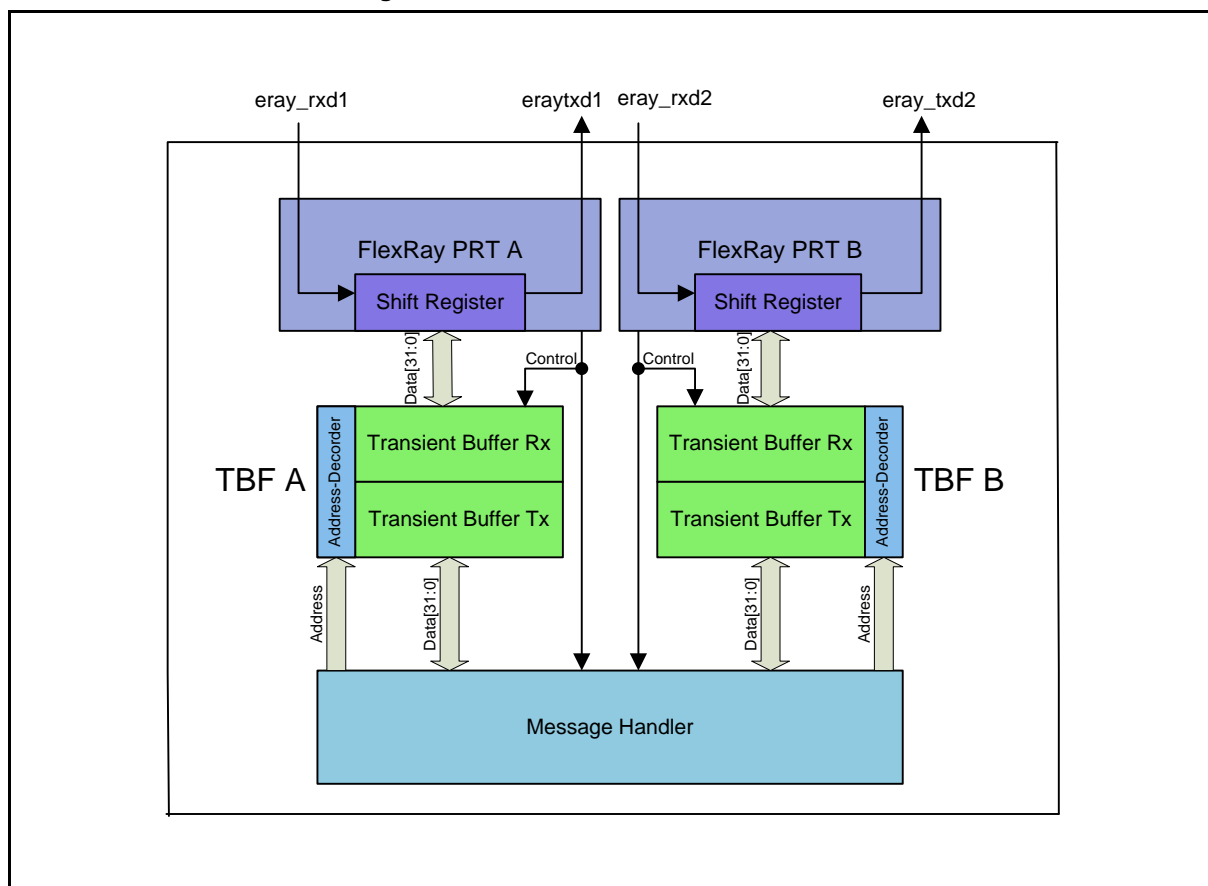 eray_rxd1
eraytxd1
eray_rxd2
eray_txd2
FlexRay PRT A
FlexRay PRT B
Shift Register
Shift Register
Data[31:0]
Control
Control
Data[31:0]
TBF A
Address-Decorder
Transient Buffer Rx
Transient Buffer Tx
Transient Buffer Rx
Transient Buffer Tx
Address-Decorder
TBF B
Address
Data[31:0]
Data[31:0]
Address
Message Handler